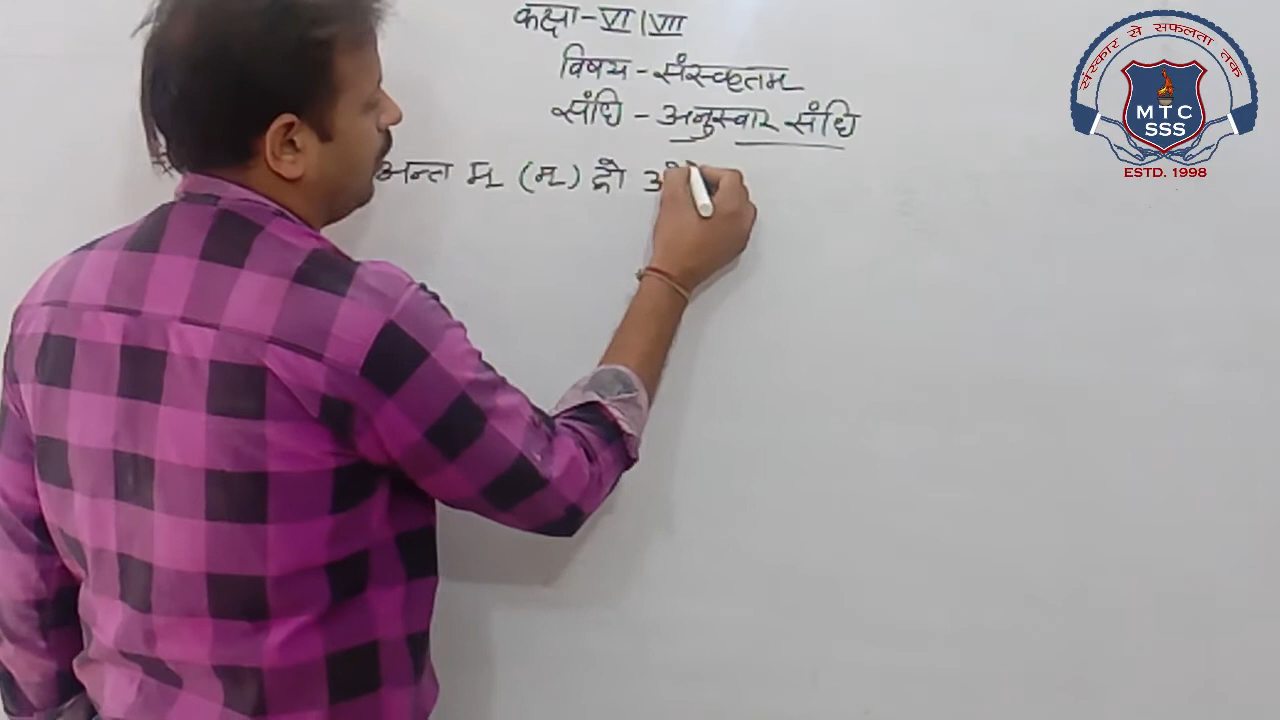 कक्षा-VI|VII
विषय-संस्कृतम्
संधि - अनुस्वार संधि
अन्त म् (म्) हो
संस्कार से सफलता तक
MTC
SSS
ESTD. 1998